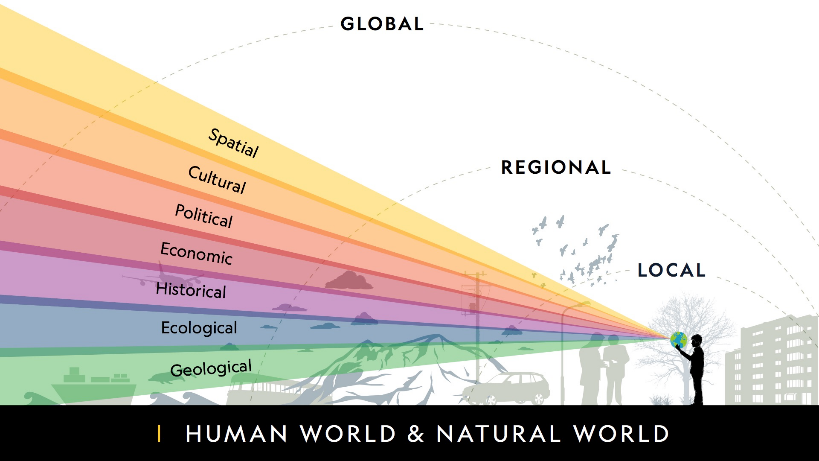 GLOBAL
REGIONAL
LOCAL
Spatial
Cultural
Political
Economic
Historical
Ecological
Geological
HUMAN WORLD & NATURAL WORLD